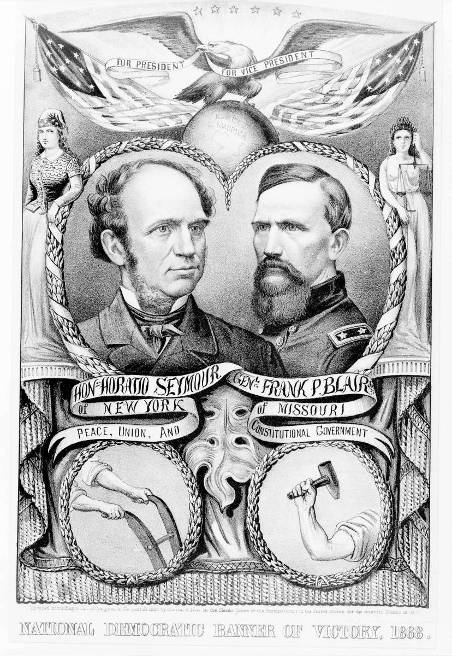 FOR PRESIDENT
FOR VICE PRESIDENT
HON. HORATIO SEYMOUR
OF NEW YORK
GENL. FRANK P. BLAIR
OF MISSOURI
PEACE, UNION, AND
CONSTITUTIONAL GOVERNMENT
NATIONAL DEMOCRATIC BANNER OF VICTORY, 1868.